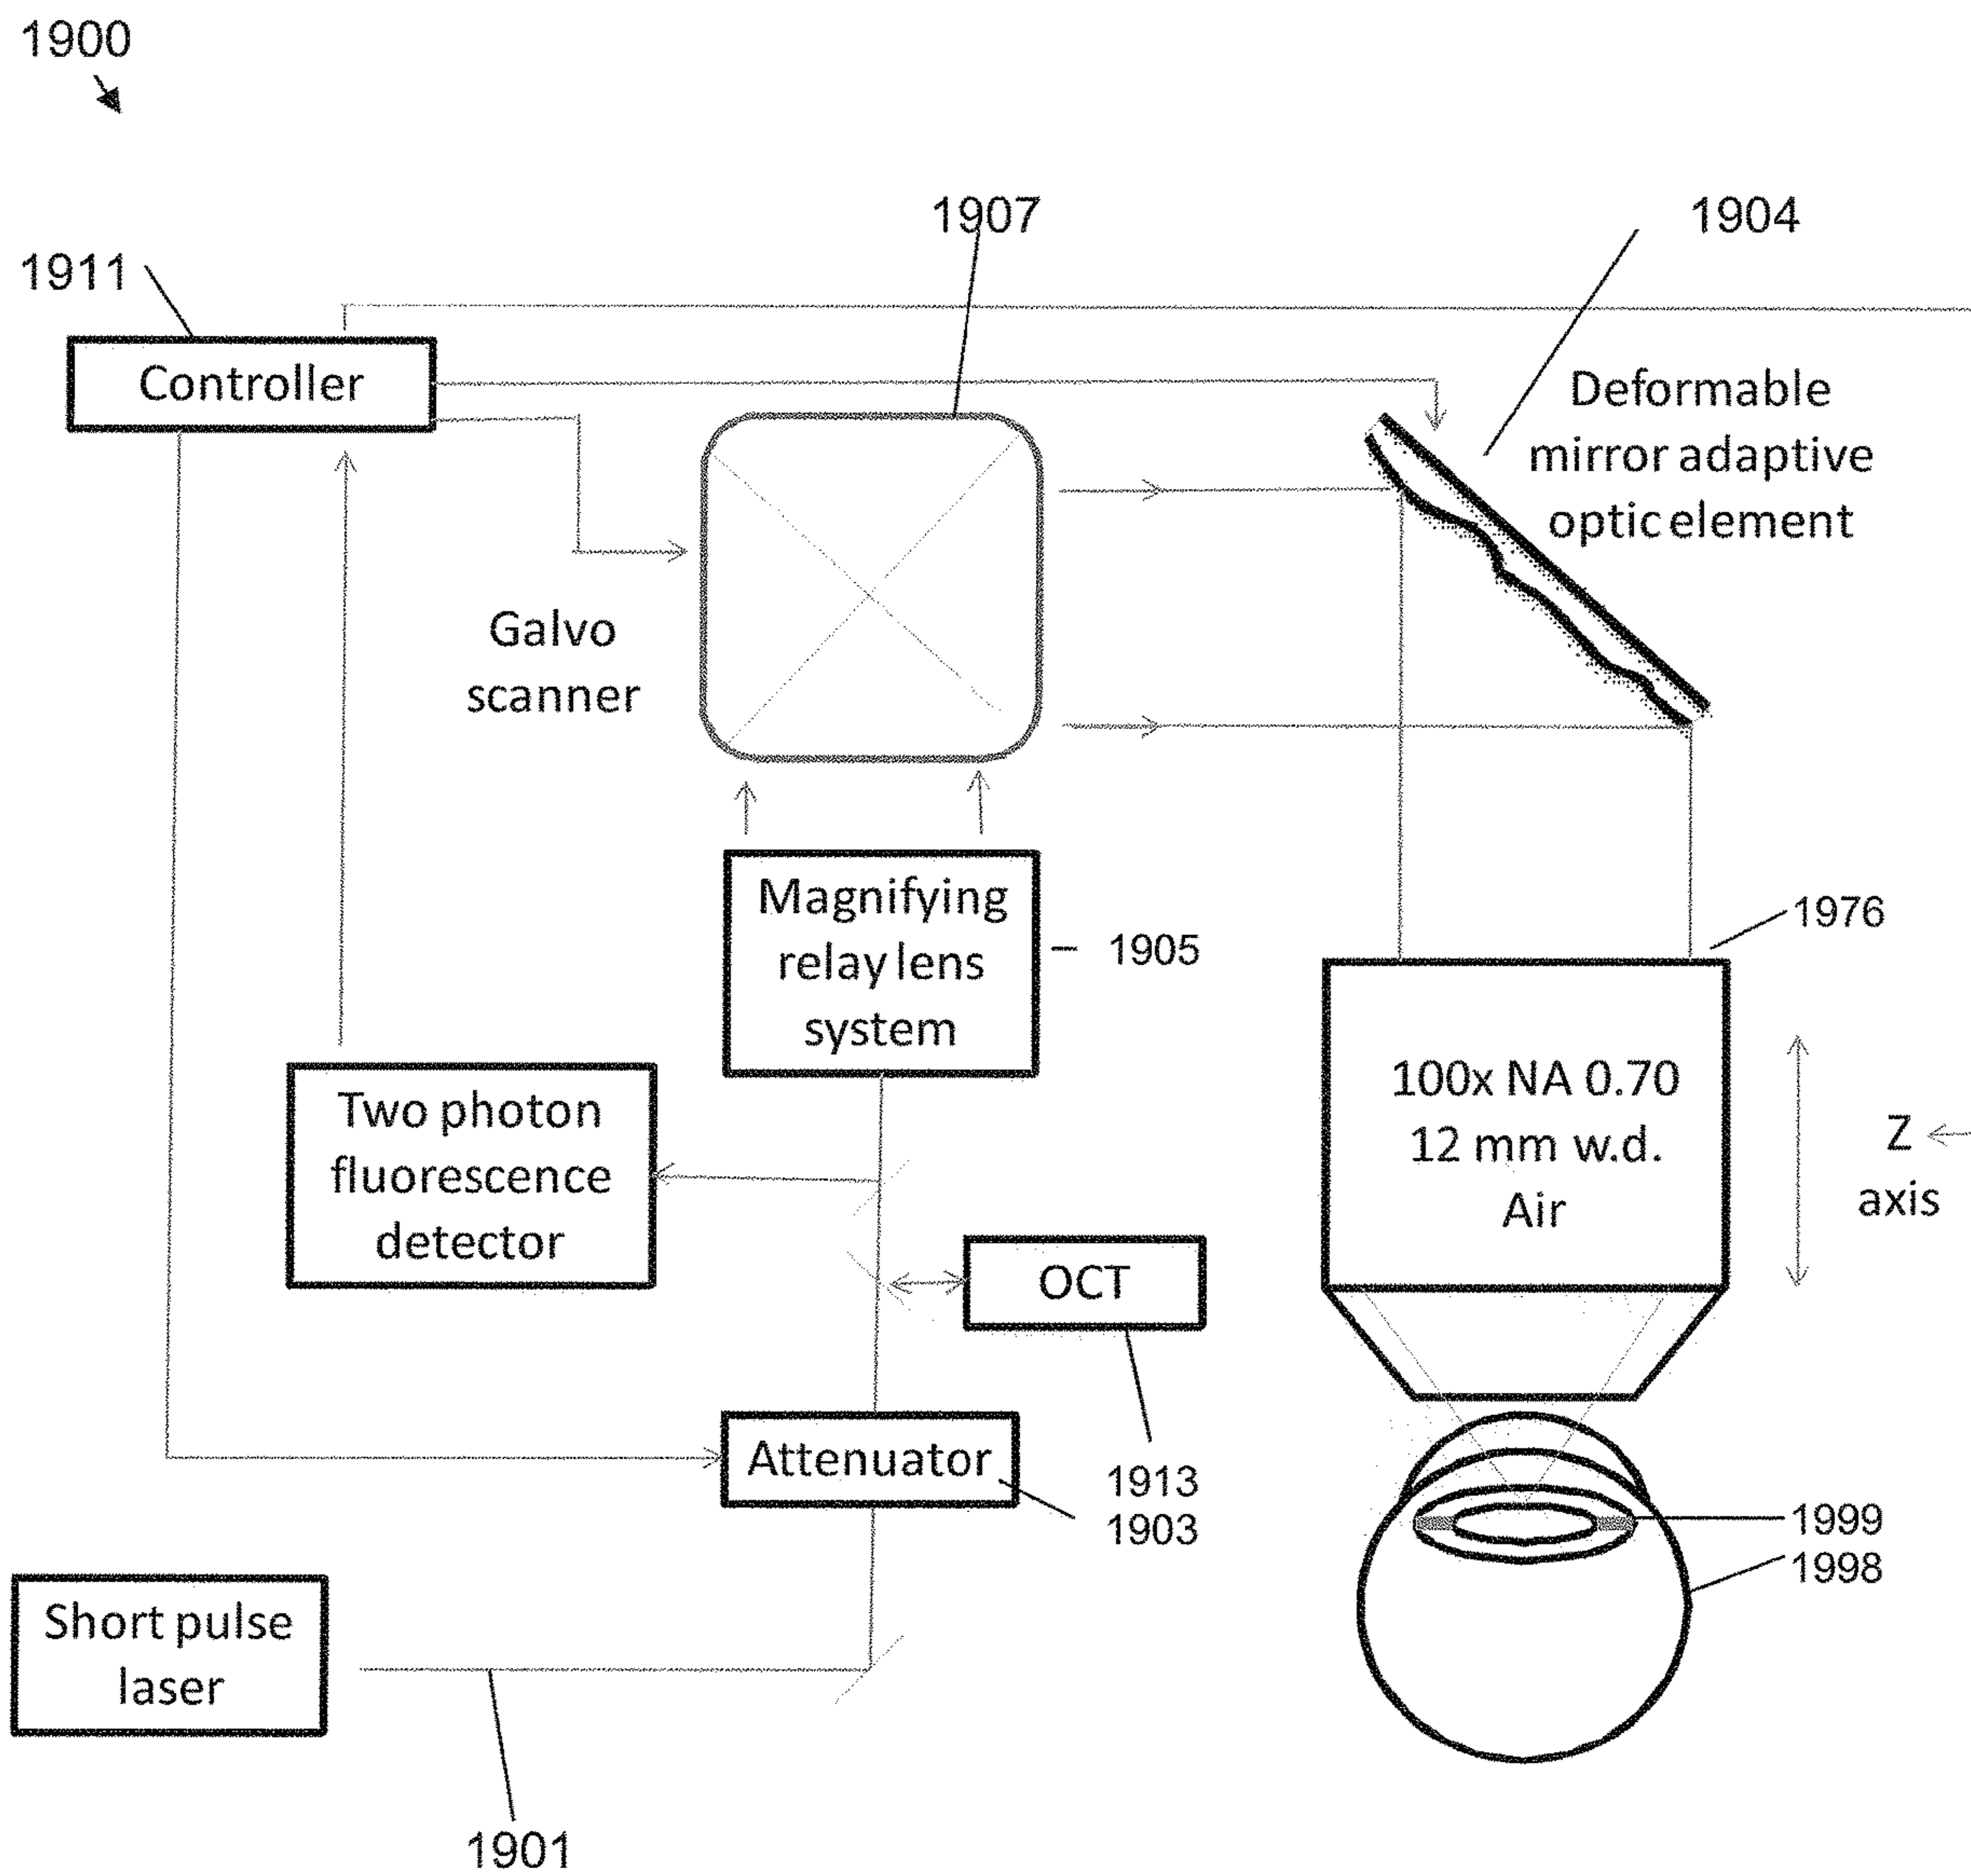 1900
1907
1904
1911
Controller
Deformable
mirror adaptive
optic element
Galvo
scanner
Magnifying
relay lens
system
1905
1976
100x NA 0.70
12 mm w.d.
Air
Z
axis
Two photon
fluorescence
detector
OCT
Attenuator
1913
1903
1999
1998
Short pulse
laser
1901